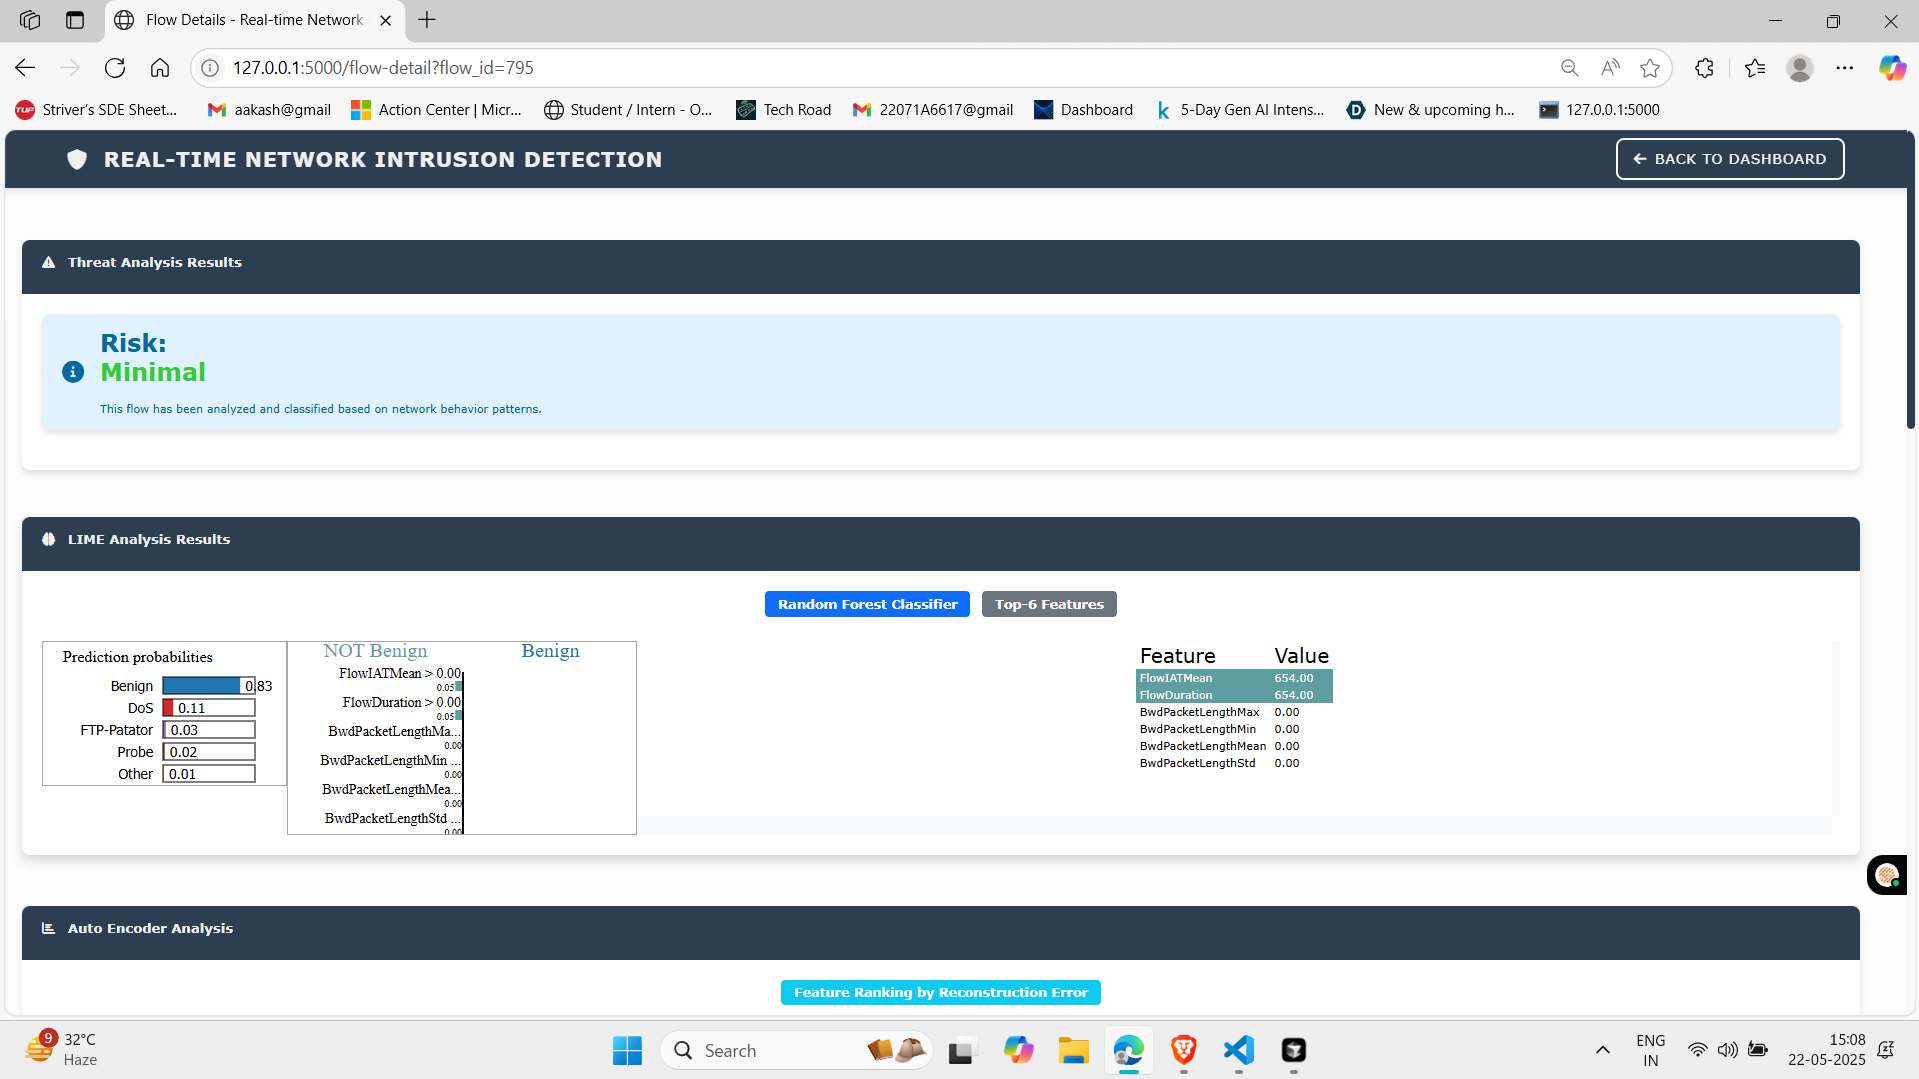 Flow Details - Real-time Network
127.0.0.1:5000/flow-detail?flow_id=795
Striver's SDE Sheet...
aakash@gmail
Action Center | Micr...
Student / Intern - O...
Tech Road
22071A6617@gmail
Dashboard
5-Day Gen AI Intens...
New & upcoming h...
127.0.0.1:5000
REAL-TIME NETWORK INTRUSION DETECTION
BACK TO DASHBOARD
Threat Analysis Results
Risk:
Minimal
This flow has been analyzed and classified based on network behavior patterns.
LIME Analysis Results
Random Forest Classifier
Top-6 Features
Prediction probabilities
Benign 0.83
DoS 0.11
FTP-Patator 0.03
Probe 0.02
Other 0.01
NOT Benign Benign
FlowIATMean > 0.00
0.05
FlowDuration > 0.00
0.05
BwdPacketLengthMa...
0.00
BwdPacketLengthMin ...
0.00
BwdPacketLengthMea...
0.00
BwdPacketLengthStd ...
0.00
Feature Value
FlowIATMean 654.00
FlowDuration 654.00
BwdPacketLengthMax 0.00
BwdPacketLengthMin 0.00
BwdPacketLengthMean 0.00
BwdPacketLengthStd 0.00
Auto Encoder Analysis
Feature Ranking by Reconstruction Error
9
32°C
Haze
Search
ENG
IN
15:08
22-05-2025